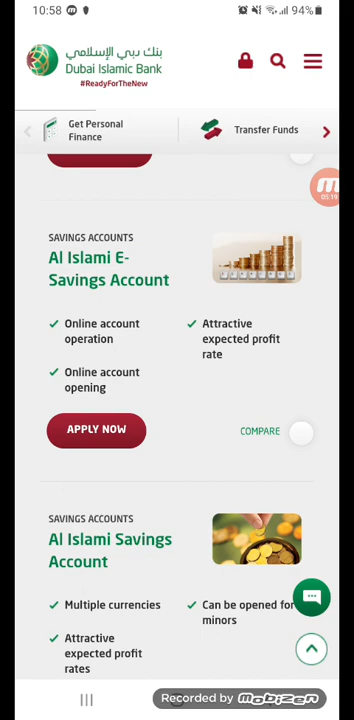 10:58
94%
بنك دبي الإسلامي
Dubai Islamic Bank
#ReadyForTheNew
Get Personal
Finance
Transfer Funds
05:19
SAVINGS ACCOUNTS
Al Islami E-
Savings Account
Online account
operation
Attractive
expected profit
rate
Online account
opening
APPLY NOW
COMPARE
SAVINGS ACCOUNTS
Al Islami Savings
Account
Multiple currencies
Can be opened for
minors
Attractive
expected profit
rates
Recorded by MOBIZEN